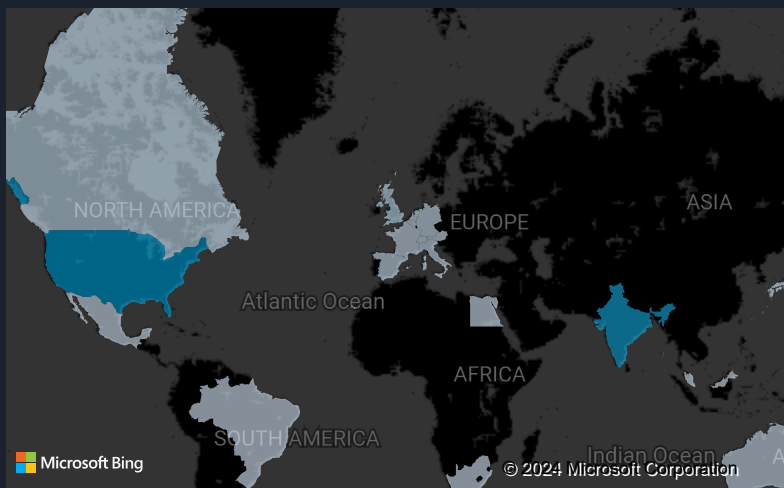 NORTH AMERICA
EUROPE
ASIA
Atlantic Ocean
AFRICA
SOUTH AMERICA
Indian Ocean
A
Microsoft Bing
© 2024 Microsoft Corporation